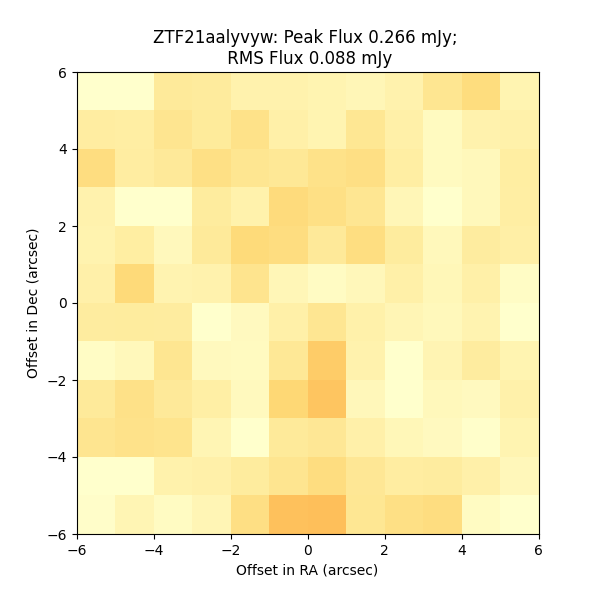 ZTF21aalyvyw: Peak Flux 0.266 mJy;
RMS Flux 0.088 mJy
6
4
2
0
−2
−4
−6
Offset in Dec (arcsec)
−6 −4 −2 0 2 4 6
Offset in RA (arcsec)